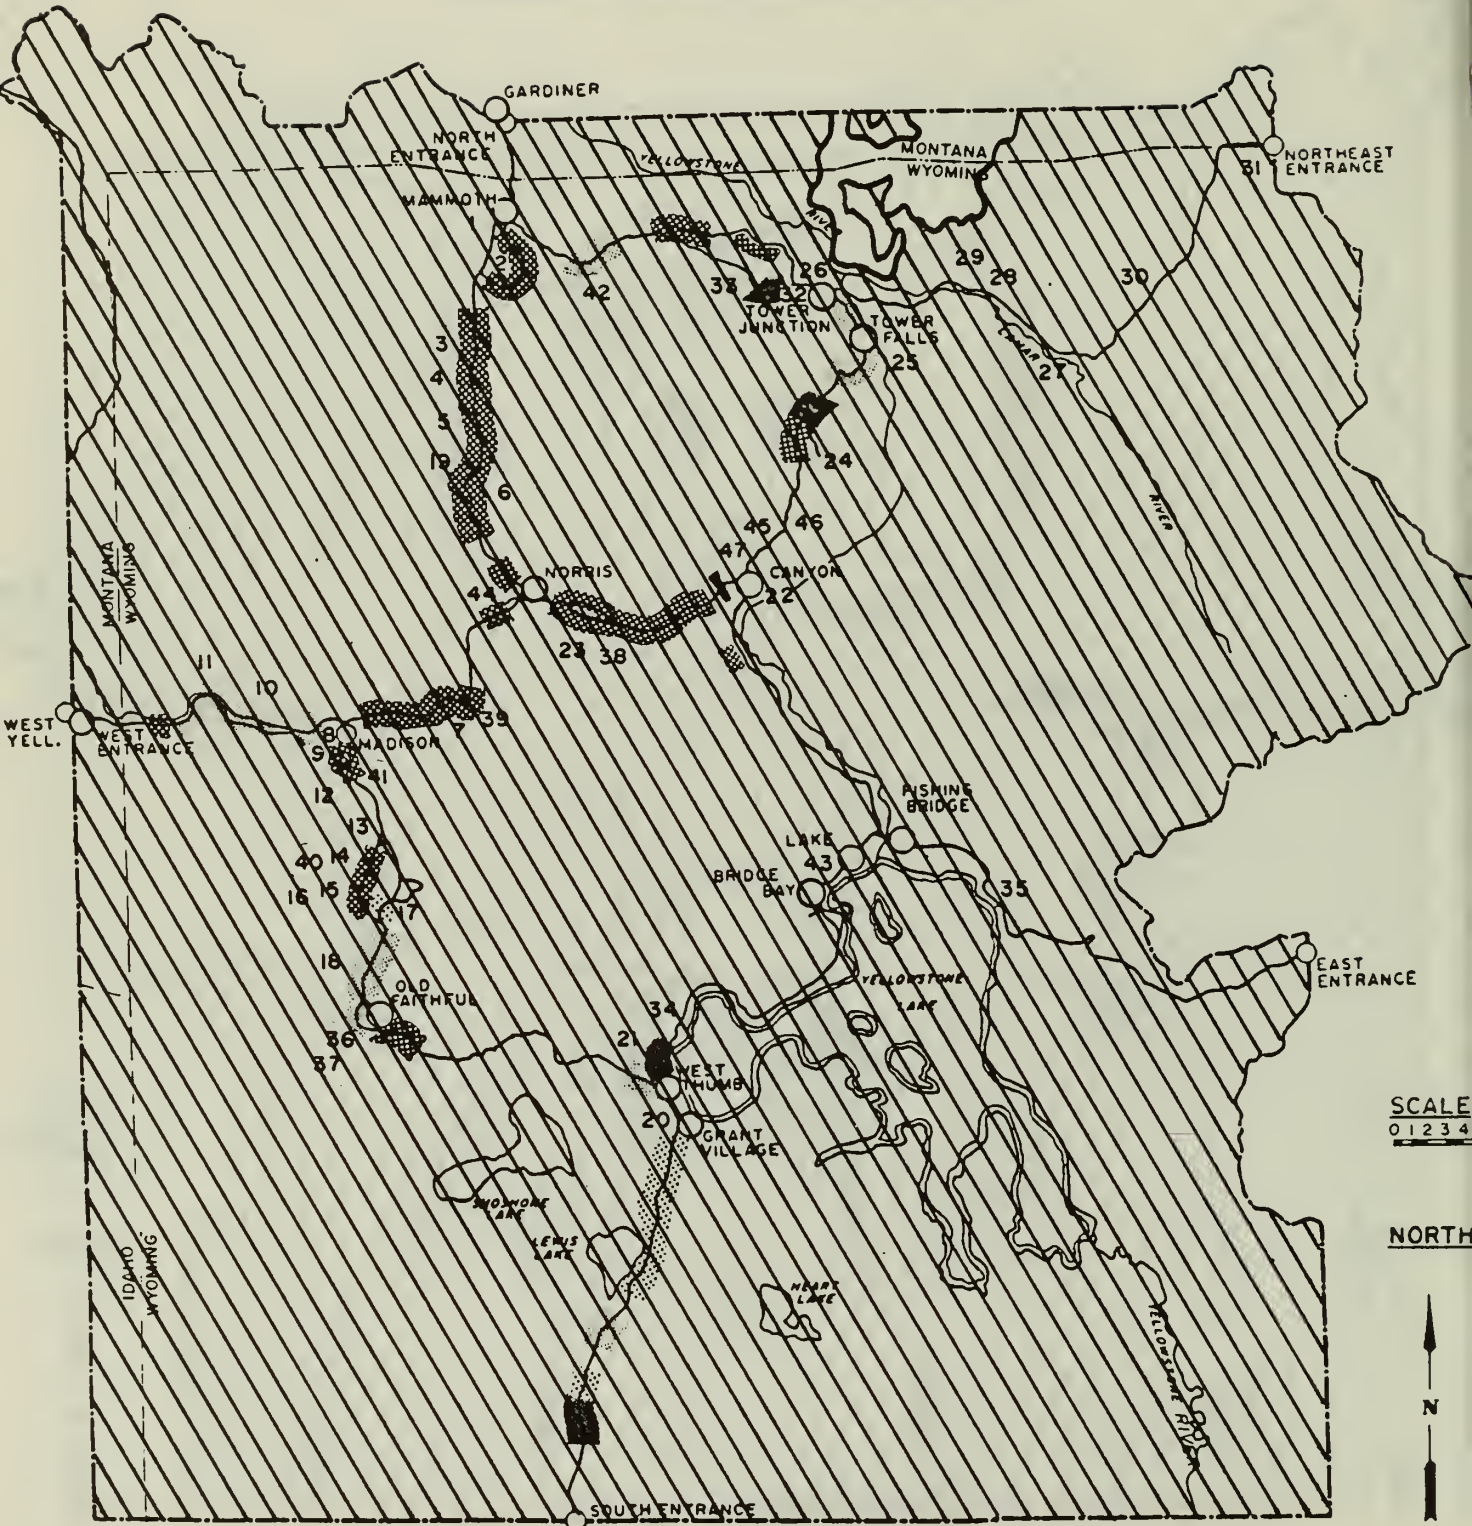 GARDINER
NORTH
ENTRANCE
YELLOWSTONE
MONTANA
WYOMING
NORTHEAST
ENTRANCE
31
MAMMOTH
RIVER
2
29
28
30
26
42
33
32
TOWER
JUNCTION
TOWER
FALLS
3
LAMAR
27
4
25
5
19
24
6
RIVER
45
46
47
MONTANA
WYOMING
NORRIS
CANYON
22
44
23
38
11
10
39
7
WEST
YELL.
WEST
ENTRANCE
8
MADISON
9
41
12
FISHING
BRIDGE
13
LAKE
40
14
43
BRIDGE
BAY
16
15
35
17
18
EAST
ENTRANCE
OLD
FAITHFUL
YELLOWSTONE
LAKE
34
36
21
37
WEST
THUMB
20
GRANT
VILLAGE
SCALE
0 1 2 3 4
SHOSHONE
LAKE
LEWIS
LAKE
NORTH
IDAHO
WYOMING
HEART
LAKE
YELLOWSTONE RIVER
N
SOUTH ENTRANCE